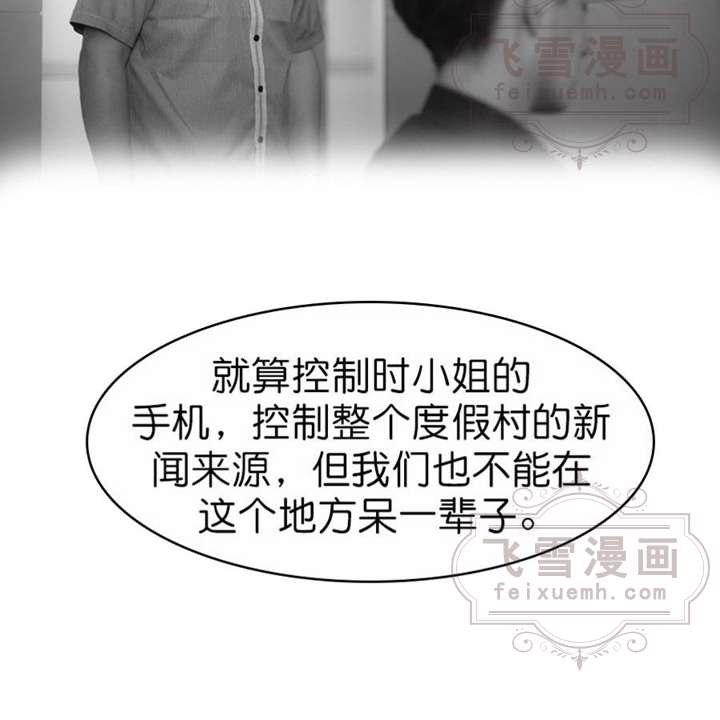 飞雪漫画
feixuemh.com
就算控制时小姐的
手机，控制整个度假村的新
闻来源，但我们也不能在
这个地方呆一辈子。
飞雪漫画
feixuemh.com